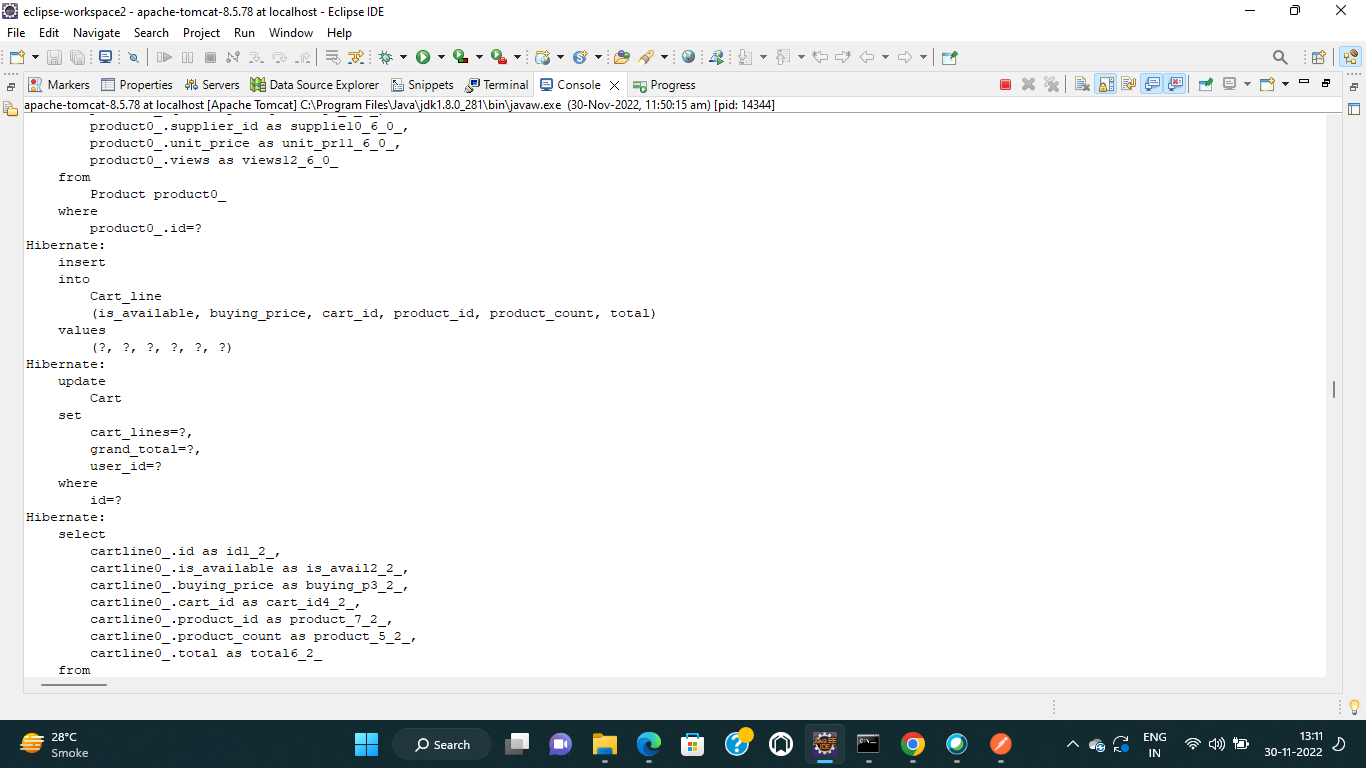 eclipse-workspace2 - apache-tomcat-8.5.78 at localhost - Eclipse IDE
File Edit Navigate Search Project Run Window Help
Markers Properties Servers Data Source Explorer Snippets Terminal Console Progress
apache-tomcat-8.5.78 at localhost [Apache Tomcat] C:\Program Files\Java\jdk1.8.0_281\bin\javaw.exe (30-Nov-2022, 11:50:15 am) [pid: 14344]
product0_.supplier_id as supplie10_6_0_,
product0_.unit_price as unit_pr11_6_0_,
product0_.views as views12_6_0_
from
Product product0_
where
product0_.id=?
Hibernate:
insert
into
Cart_line
(is_available, buying_price, cart_id, product_id, product_count, total)
values
(?, ?, ?, ?, ?, ?)
Hibernate:
update
Cart
set
cart_lines=?,
grand_total=?,
user_id=?
where
id=?
Hibernate:
select
cartline0_.id as id1_2_,
cartline0_.is_available as is_avail2_2_,
cartline0_.buying_price as buying_p3_2_,
cartline0_.cart_id as cart_id4_2_,
cartline0_.product_id as product_7_2_,
cartline0_.product_count as product_5_2_,
cartline0_.total as total6_2_
from
28°C
Smoke
Search
ENG
IN
13:11
30-11-2022